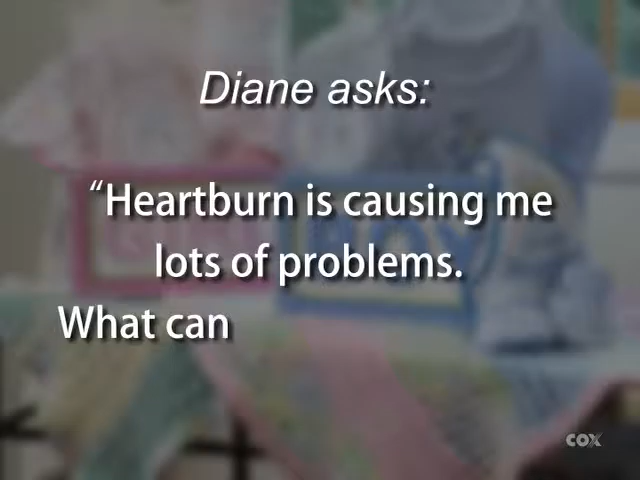 Diane asks:
“Heartburn is causing me
lots of problems.
What can
COX